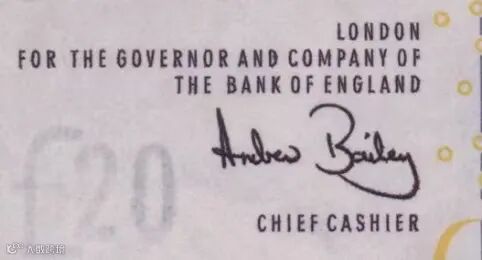 LONDON
FOR THE GOVERNOR AND COMPANY OF
THE BANK OF ENGLAND
Andrew Bailey
CHIEF CASHIER
£20